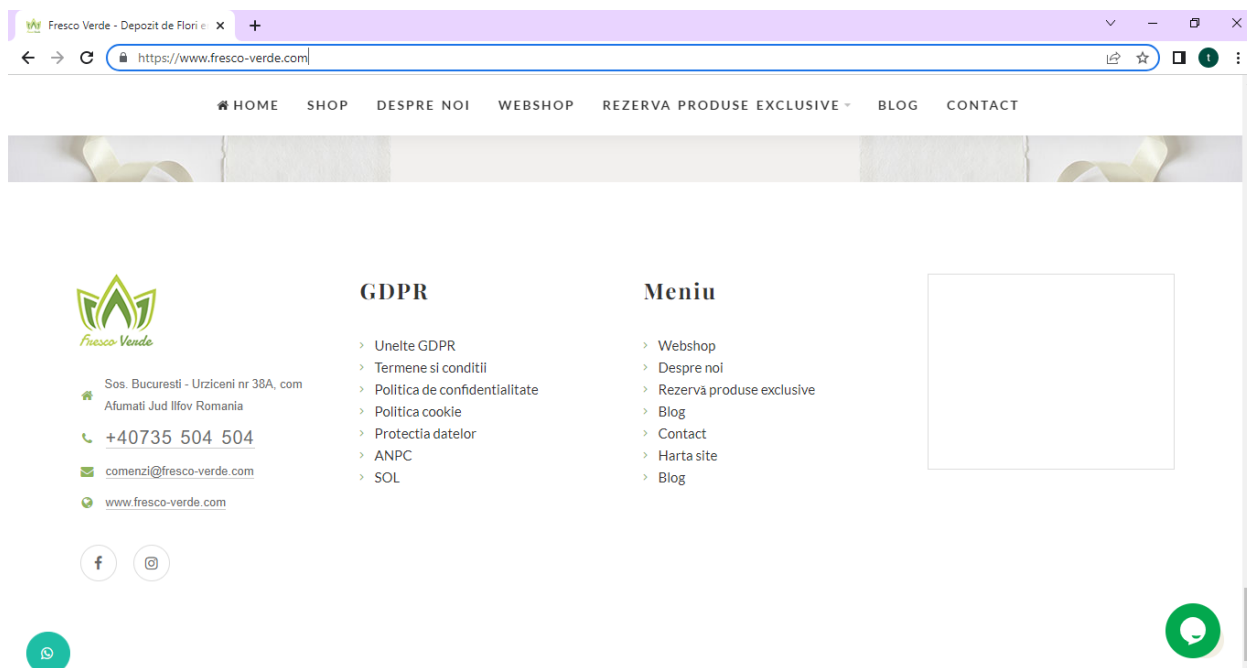 Fresco Verde - Depozit de Flori e
https://www.fresco-verde.com
HOME SHOP DESPRE NOI WEBSHOP REZERVA PRODUSE EXCLUSIVE BLOG CONTACT
Fresco Verde
Sos. Bucuresti - Urziceni nr 38A, com
Afumati Jud Ilfov Romania
+40735 504 504
comenzi@fresco-verde.com
www.fresco-verde.com
GDPR
Unelte GDPR
Termene si conditii
Politica de confidentialitate
Politica cookie
Protectia datelor
ANPC
SOL
Meniu
Webshop
Despre noi
Rezervă produse exclusive
Blog
Contact
Harta site
Blog
t